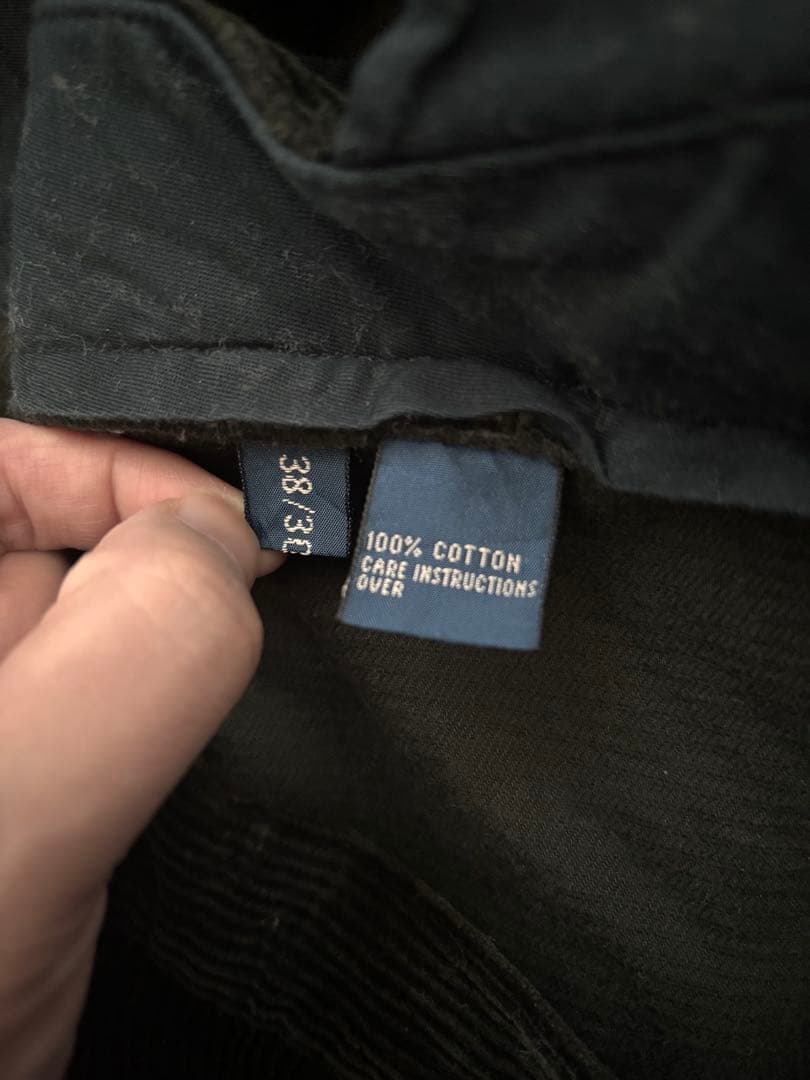 38/30
100% COTTON
CARE INSTRUCTIONS
OVER